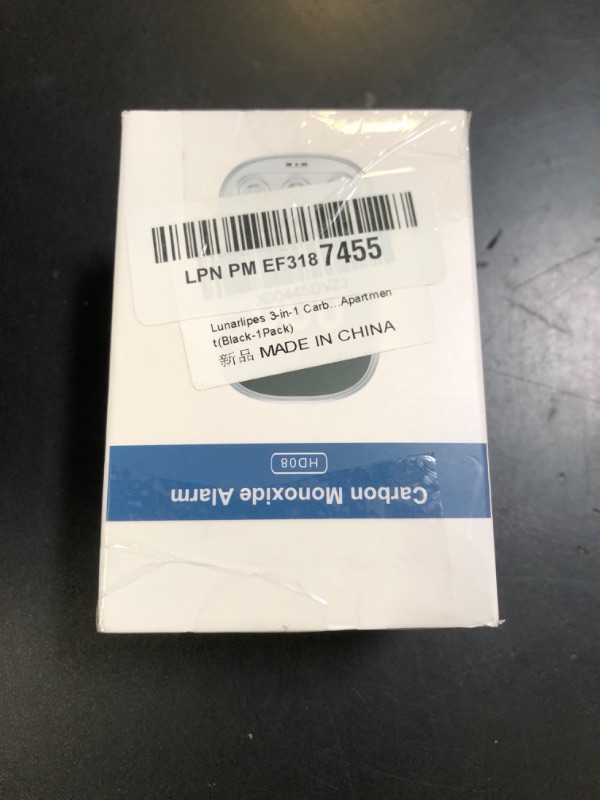 LPN PM EF318 7455
Lunarlipes 3-in-1 Carb...Apartmen
t(Black-1Pack)
新品 MADE IN CHINA
HD08
Carbon Monoxide Alarm